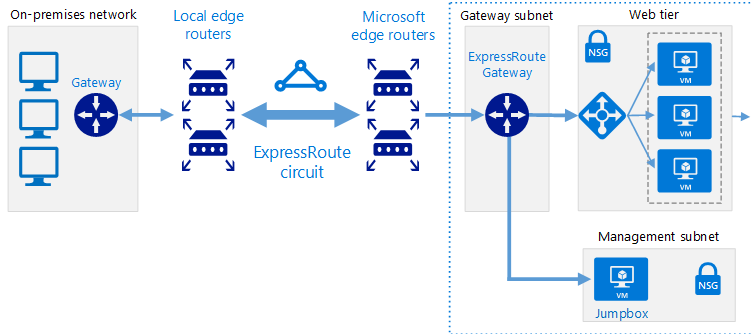 On-premises network
Gateway
Local edge
routers
ExpressRoute
circuit
Microsoft
edge routers
Gateway subnet
ExpressRoute
Gateway
Web tier
NSG
VM
VM
VM
Management subnet
VM
Jumpbox
NSG